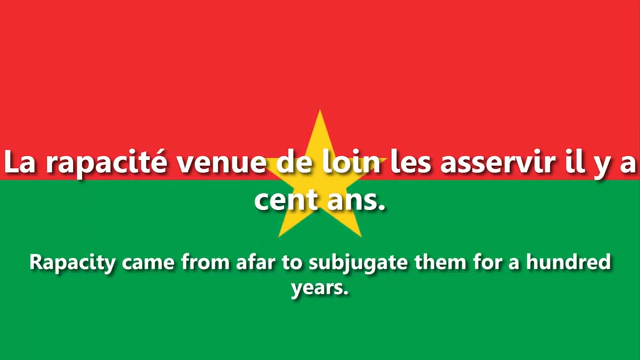 La rapacité venue de loin les asservir il y a
cent ans.
Rapacity came from afar to subjugate them for a hundred
years.